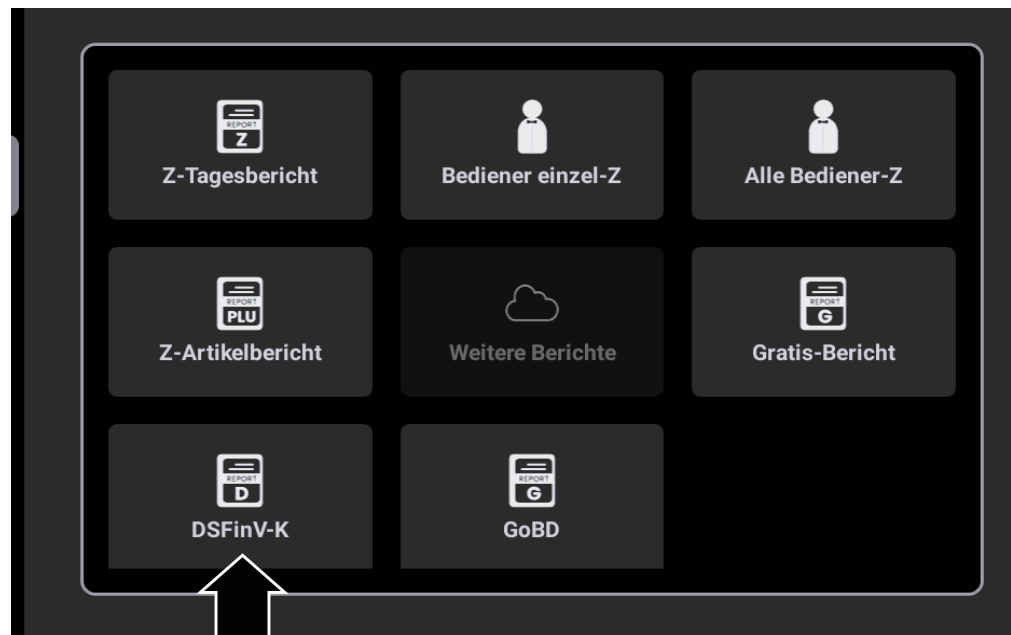 REPORT
Z
Z-Tagesbericht
Bediener einzel-Z
Alle Bediener-Z
REPORT
PLU
Z-Artikelbericht
Weitere Berichte
REPORT
G
Gratis-Bericht
REPORT
D
DSFinV-K
REPORT
G
GoBD